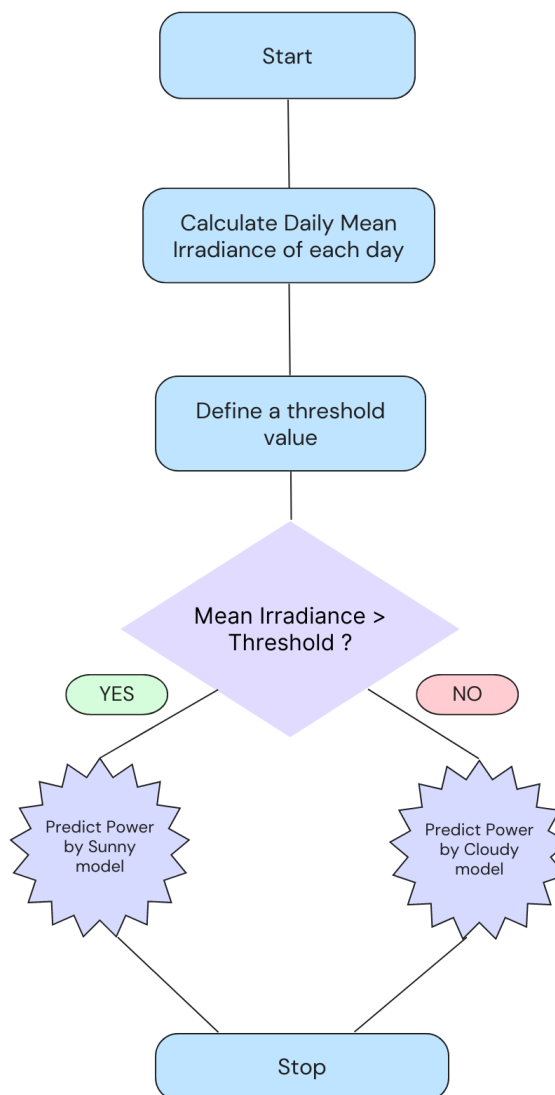 Start
Calculate Daily Mean
Irradiance of each day
Define a threshold
value
Mean Irradiance >
Threshold ?
YES
NO
Predict Power
by Sunny
model
Predict Power
by Cloudy
model
Stop